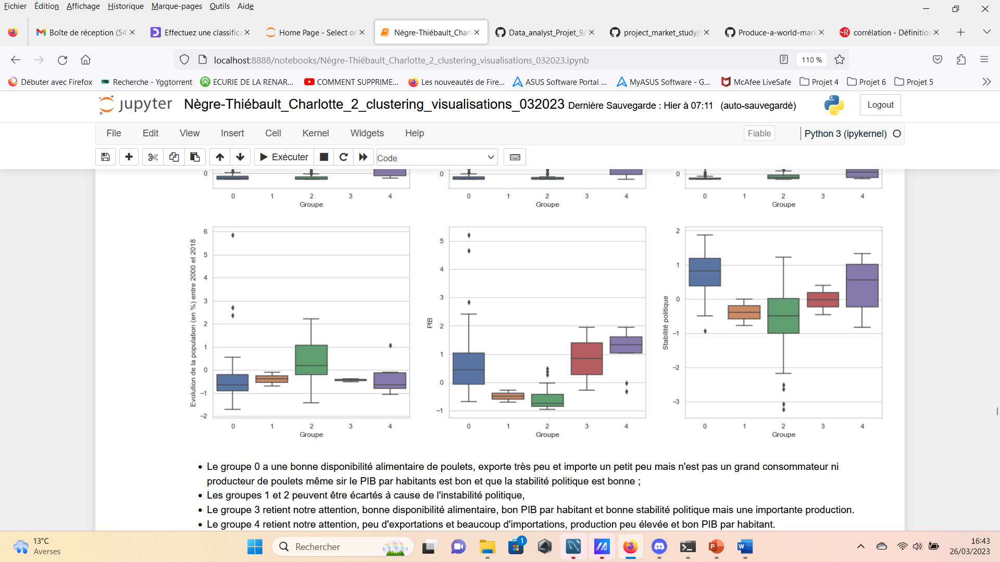 Fichier Édition Affichage Historique Marque-pages Outils Aide
Boîte de réception (54) Effectuez une classifica Home Page - Select or Nègre-Thiébault_Charl Data_analyst_Projet_9/ project_market_study/ Produce-a-world-mark corrélation - Définition
localhost:8888/notebooks/Nègre-Thiébault_Charlotte_2_clustering_visualisations_032023.ipynb 110 %
Débuter avec Firefox Recherche - Yggtorrent ECURIE DE LA RENAR... COMMENT SUPPRIME... Les nouveautés de Fire... ASUS Software Portal ... MyASUS Software - G... McAfee LiveSafe Projet 4 Projet 6 Projet 5
jupyter Nègre-Thiébault_Charlotte_2_clustering_visualisations_032023 Dernière Sauvegarde : Hier à 07:11 (auto-sauvegardé) Logout
File Edit View Insert Cell Kernel Widgets Help Fiable Python 3 (ipykernel)
Exécuter Code
0 0 0
0 1 2 3 4 0 1 2 3 4 0 1 2 3 4
Groupe Groupe Groupe
Evolution de la population (en %) entre 2000 et 2018
6
5
4
3
2
1
0
−1
−2
0 1 2 3 4
Groupe
PIB
5
4
3
2
1
0
−1
0 1 2 3 4
Groupe
Stabilité politique
2
1
0
−1
−2
−3
0 1 2 3 4
Groupe
• Le groupe 0 a une bonne disponibilité alimentaire de poulets, exporte très peu et importe un petit peu mais n'est pas un grand consommateur ni
producteur de poulets même sir le PIB par habitants est bon et que la stabilité politique est bonne ;
• Les groupes 1 et 2 peuvent être écartés à cause de l'instabilité politique,
• Le groupe 3 retient notre attention, bonne disponibilité alimentaire, bon PIB par habitant et bonne stabilité politique mais une importante production.
• Le groupe 4 retient notre attention, peu d'exportations et beaucoup d'importations, production peu élevée et bon PIB par habitant.
13°C
Averses
Rechercher
1
16:43
26/03/2023